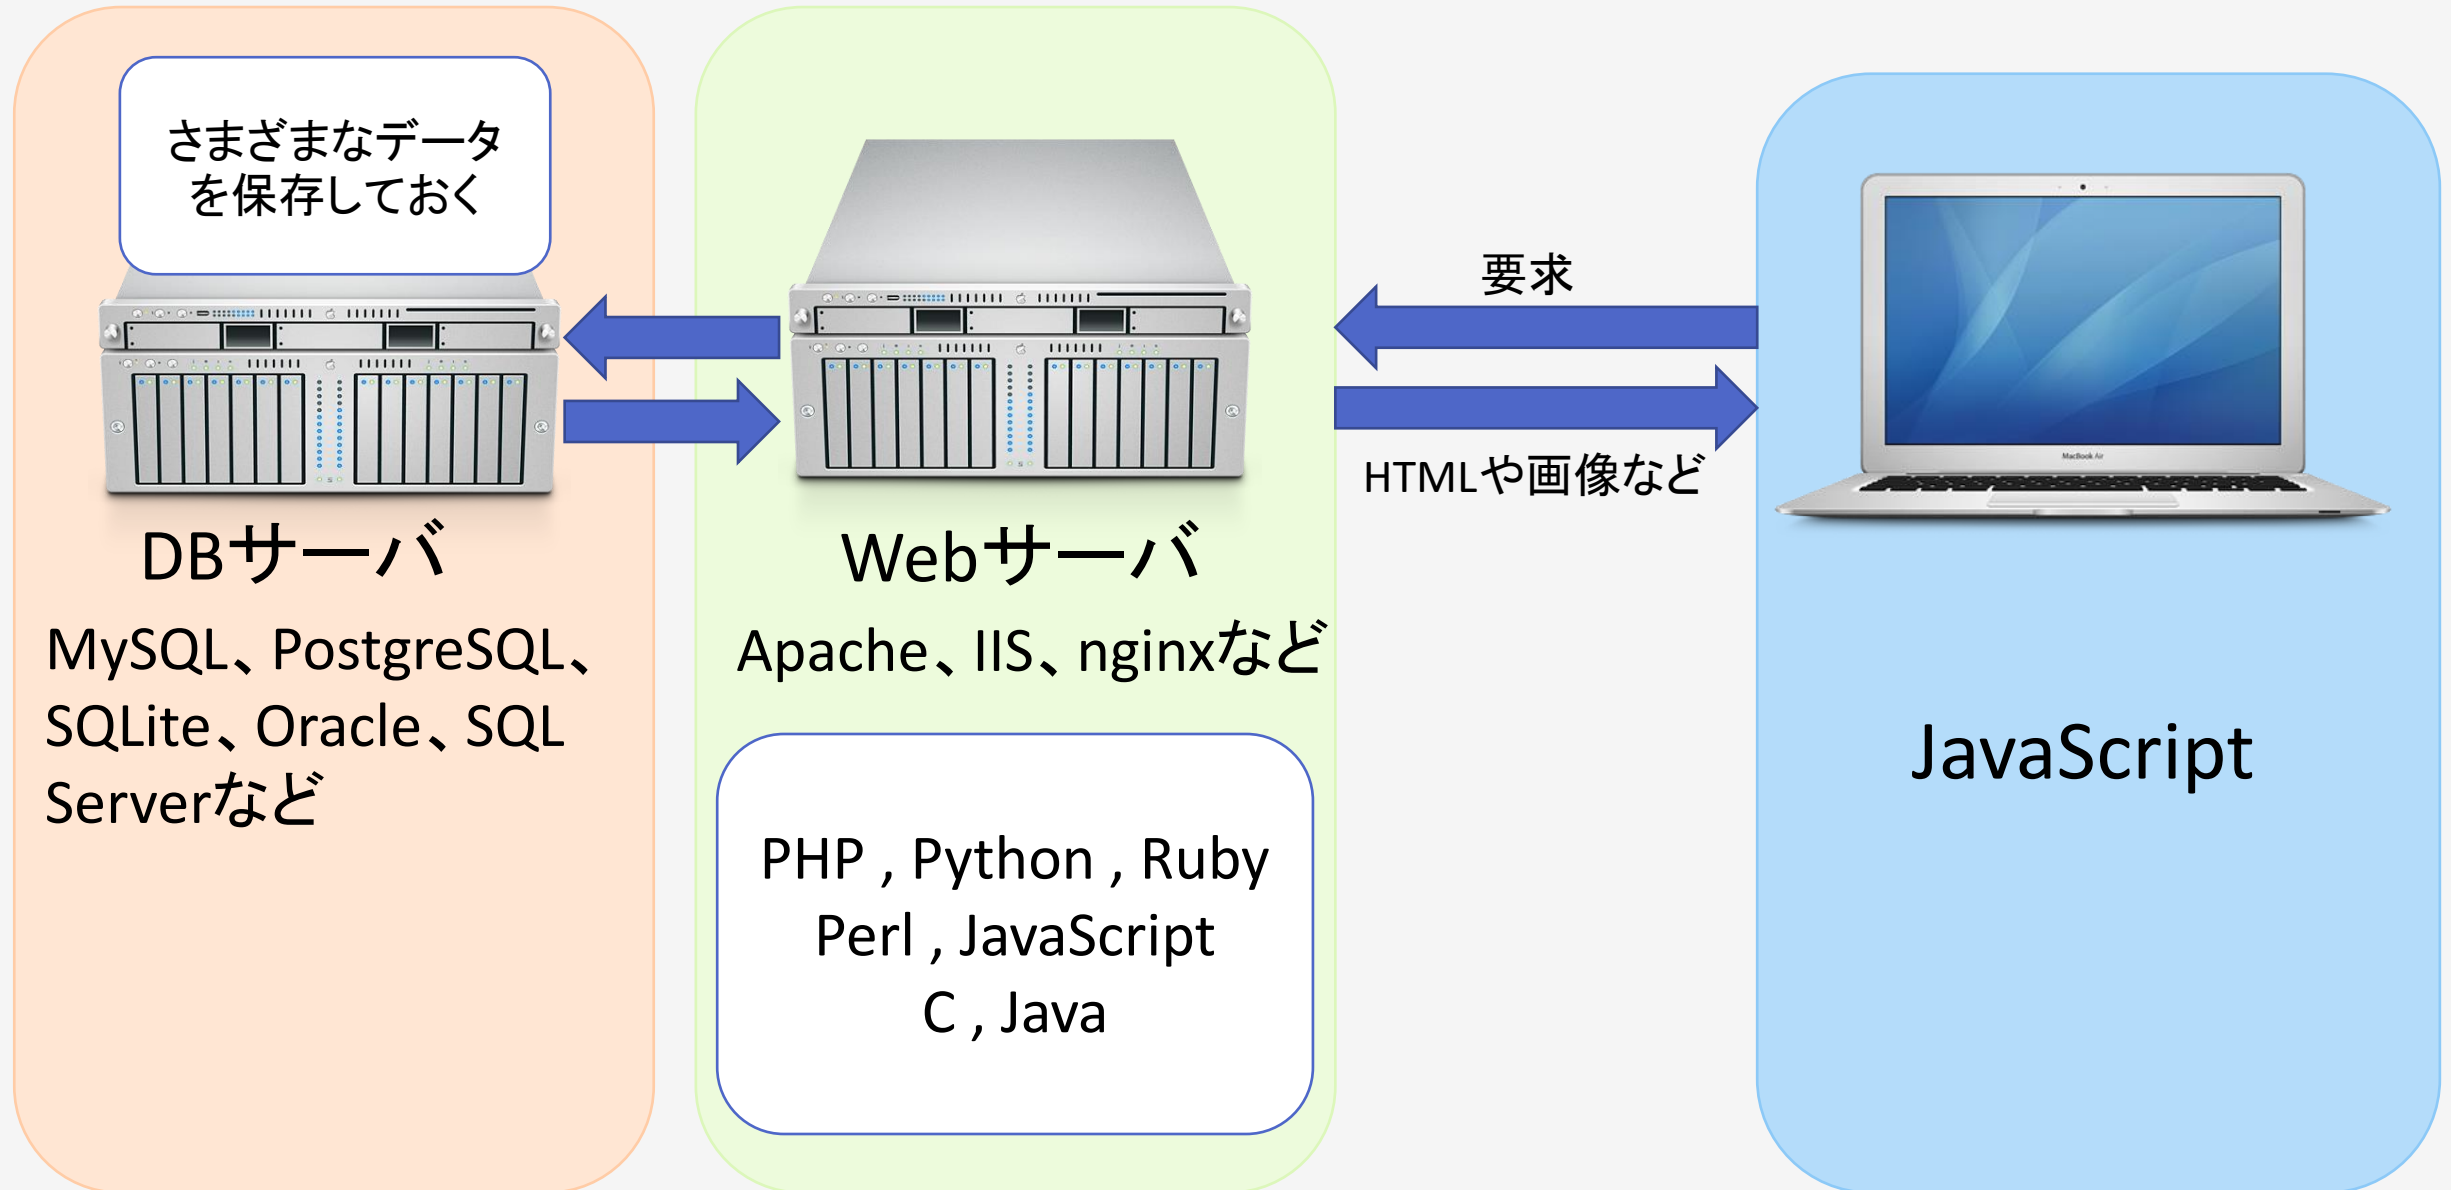 さまざまなデータ
を保存しておく
DBサーバ
MySQL、PostgreSQL、
SQLite、Oracle、SQL
Serverなど
Webサーバ
Apache、IIS、nginxなど
PHP , Python , Ruby
Perl , JavaScript
C , Java
要求
HTMLや画像など
MacBook Air
JavaScript